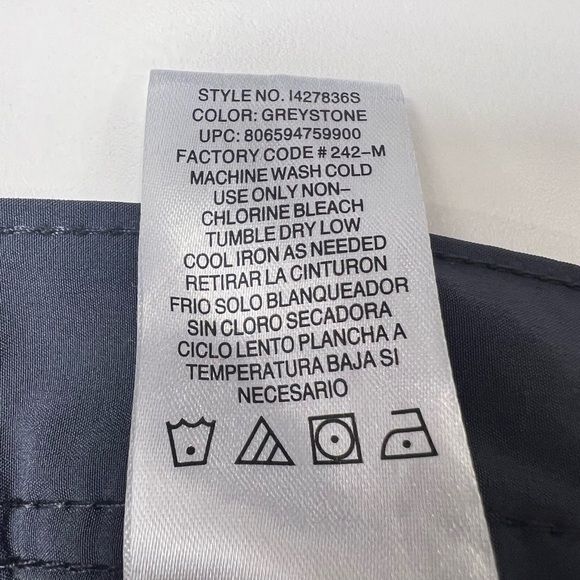 STYLE NO. I427836S
COLOR: GREYSTONE
UPC: 806594759900
FACTORY CODE # 242-M
MACHINE WASH COLD
USE ONLY NON-
CHLORINE BLEACH
TUMBLE DRY LOW
COOL IRON AS NEEDED
RETIRAR LA CINTURON
FRIO SOLO BLANQUEADOR
SIN CLORO SECADORA
CICLO LENTO PLANCHA A
TEMPERATURA BAJA SI
NECESARIO